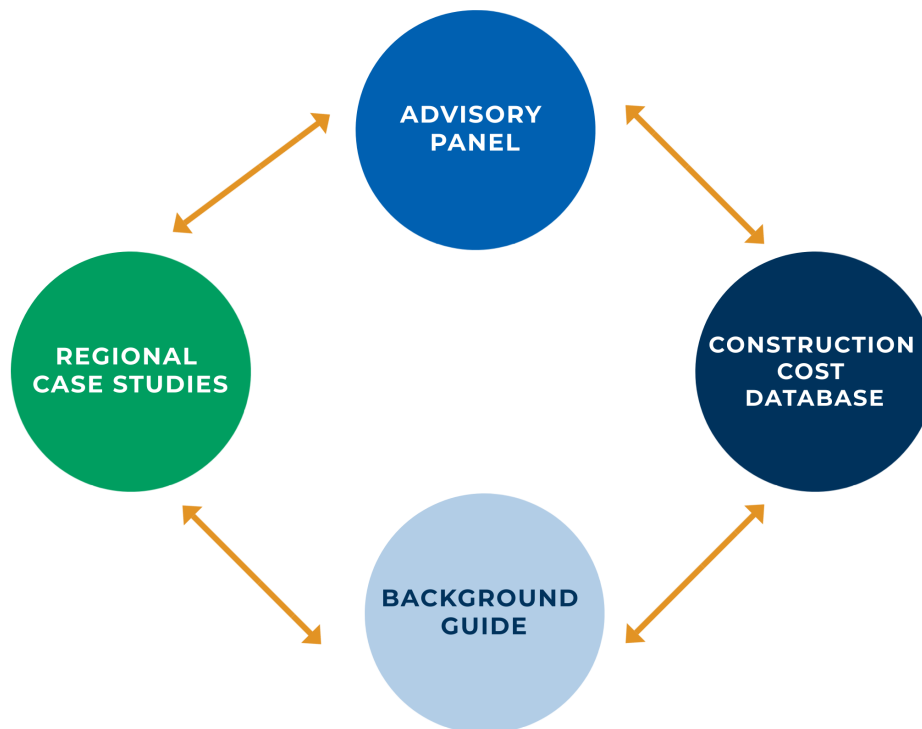 ADVISORY
PANEL
REGIONAL
CASE STUDIES
CONSTRUCTION
COST
DATABASE
BACKGROUND
GUIDE